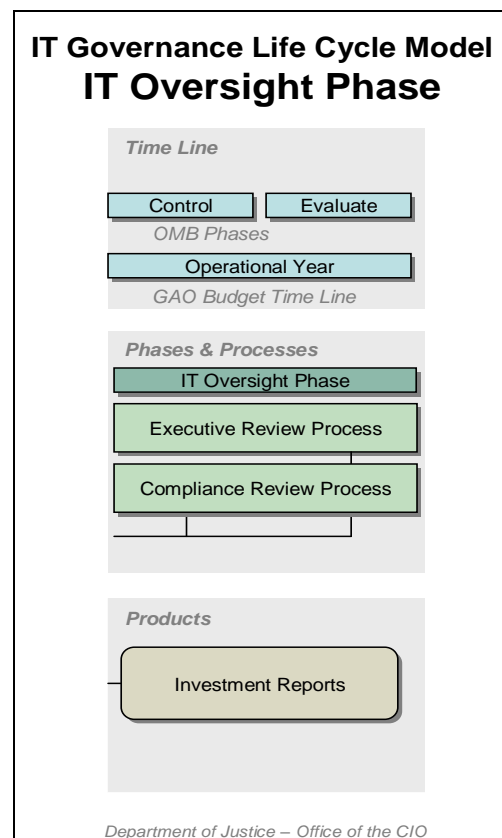 IT Governance Life Cycle Model
IT Oversight Phase
Time Line
Control
Evaluate
OMB Phases
Operational Year
GAO Budget Time Line
Phases & Processes
IT Oversight Phase
Executive Review Process
Compliance Review Process
Products
Investment Reports
Department of Justice – Office of the CIO